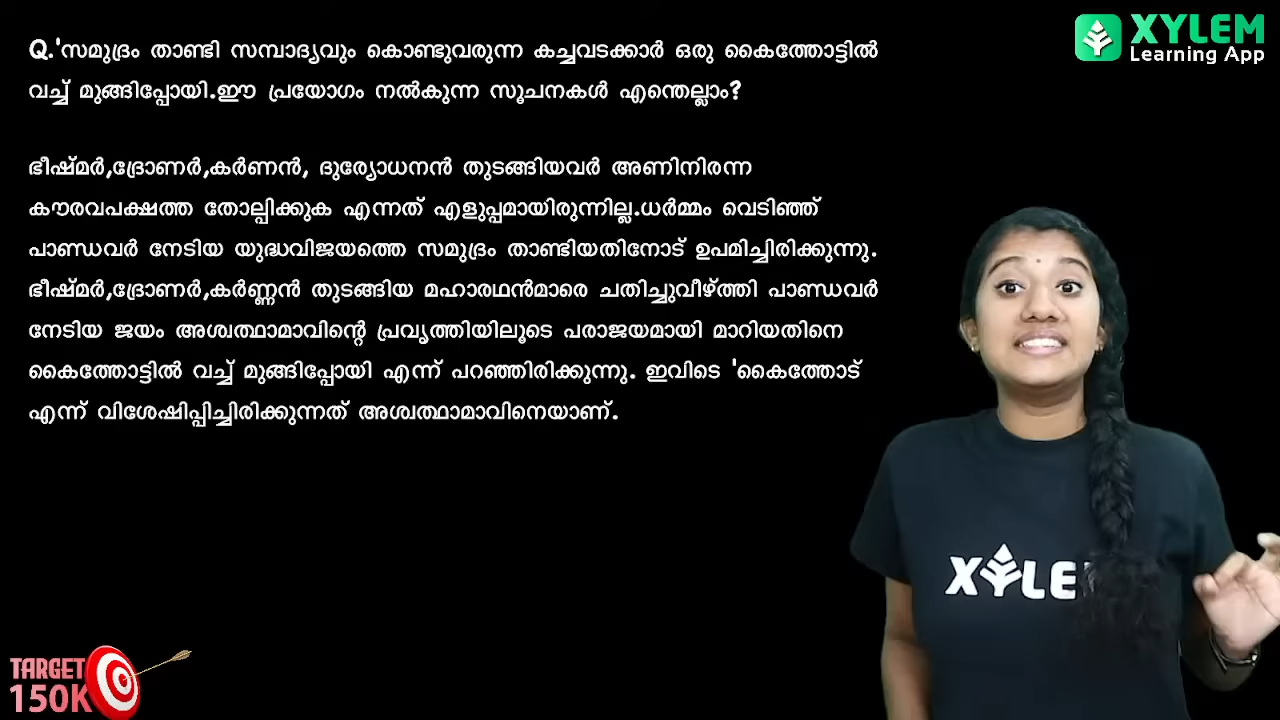 Q.'സമുദ്രം താണ്ടി സമ്പാദ്യവും കൊണ്ടുവരുന്ന കച്ചവടക്കാർ ഒരു കൈത്തോട്ടിൽ
വച്ച് മുങ്ങിപ്പോയി.ഈ പ്രയോഗം നൽകുന്ന സൂചനകൾ എന്തെല്ലാം?
ഭീഷ്മർ,ദ്രോണർ,കർണൻ, ദുര്യോധനൻ തുടങ്ങിയവർ അണിനിരന്ന
കൗരവപക്ഷത്ത തോല്പിക്കുക എന്നത് എളുപ്പമായിരുന്നില്ല.ധർമ്മം വെടിഞ്ഞ്
പാണ്ഡവർ നേടിയ യുദ്ധവിജയത്തെ സമുദ്രം താണ്ടിയതിനോട് ഉപമിച്ചിരിക്കുന്നു.
ഭീഷ്മർ,ദ്രോണർ,കർണ്ണൻ തുടങ്ങിയ മഹാരഥൻമാരെ ചതിച്ചുവീഴ്ത്തി പാണ്ഡവർ
നേടിയ ജയം അശ്വത്ഥാമാവിന്റെ പ്രവൃത്തിയിലൂടെ പരാജയമായി മാറിയതിനെ
കൈത്തോട്ടിൽ വച്ച് മുങ്ങിപ്പോയി എന്ന് പറഞ്ഞിരിക്കുന്നു. ഇവിടെ 'കൈത്തോട്
എന്ന് വിശേഷിപ്പിച്ചിരിക്കുന്നത് അശ്വത്ഥാമാവിനെയാണ്.
XYLEM
Learning App
XYLE
TARGET
150K